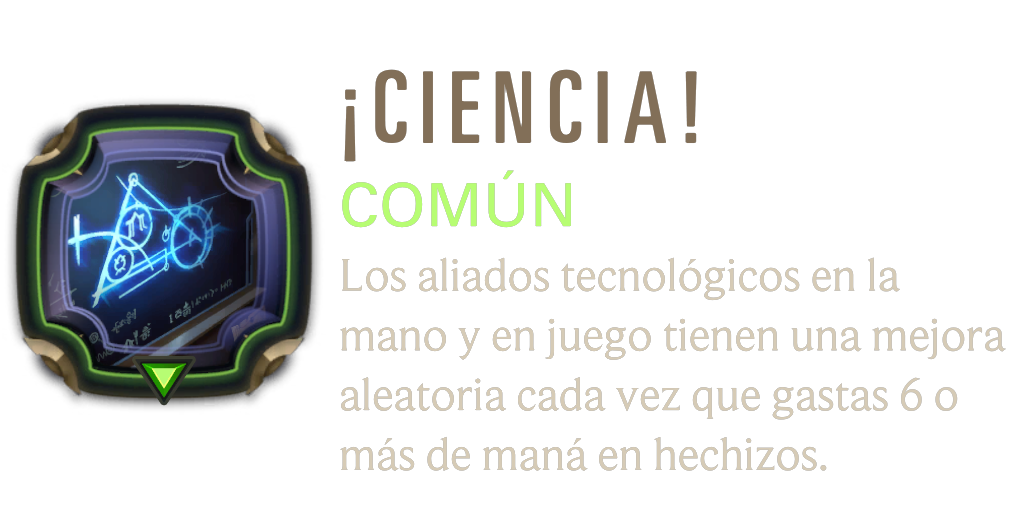 ¡CIENCIA!
COMÚN
Los aliados tecnológicos en la
mano y en juego tienen una mejora
aleatoria cada vez que gastas 6 o
más de maná en hechizos.